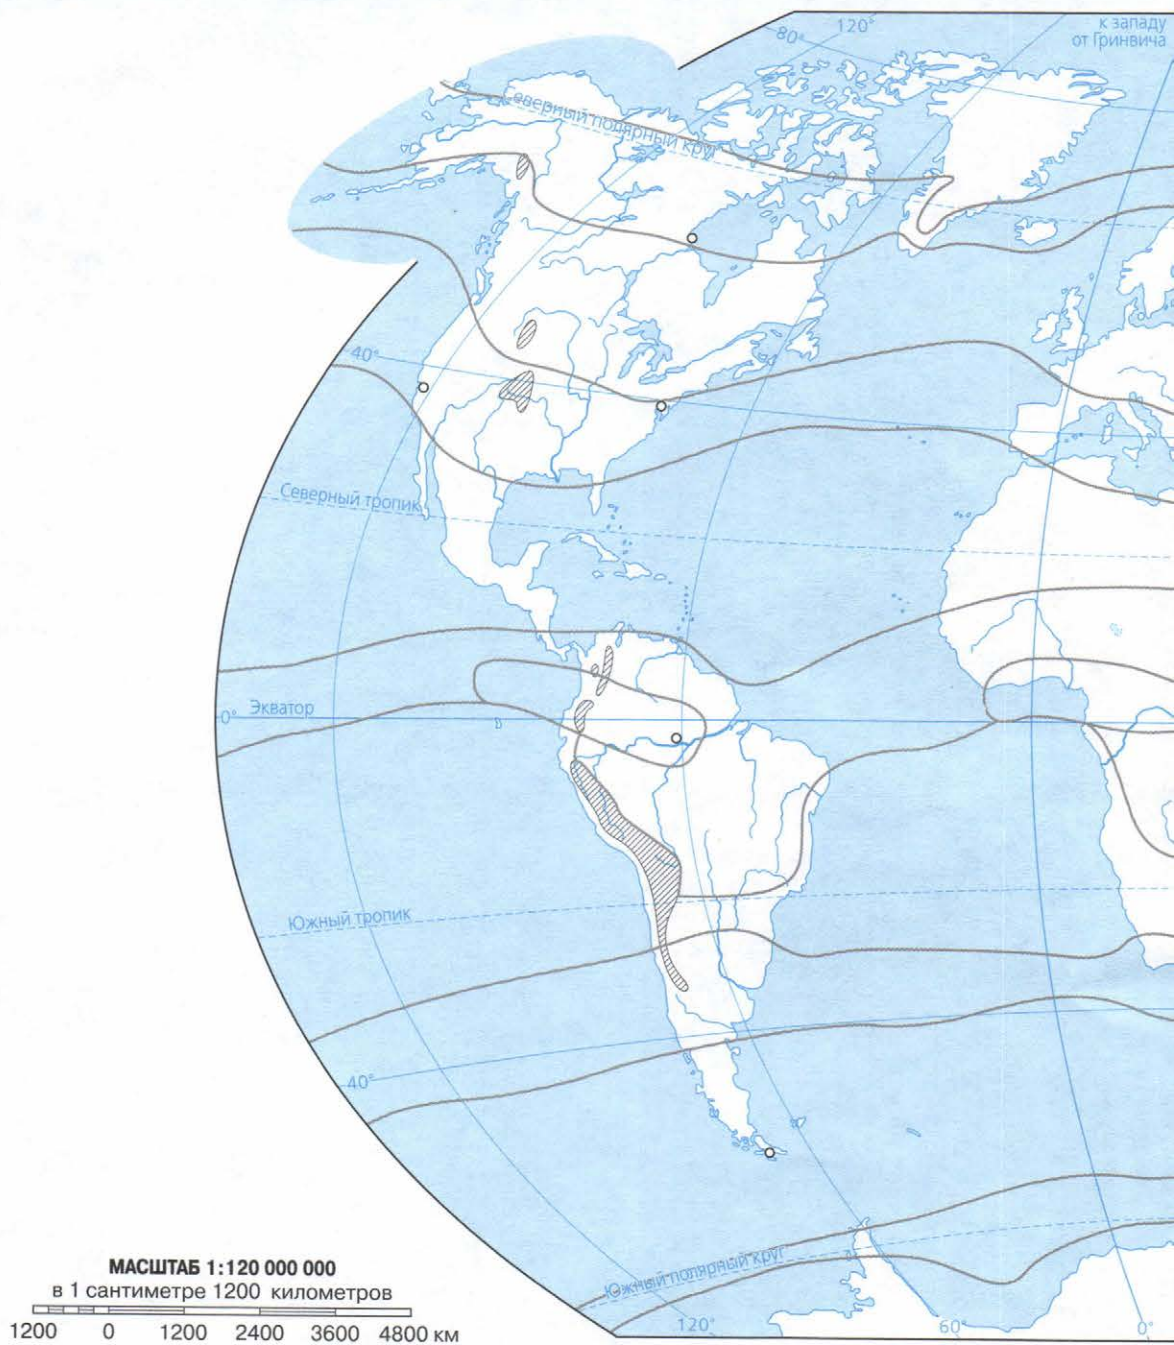 120°
80°
к западу
от Гринвича
Северный полярный круг
40°
Северный тропик
0°
Экватор
Южный тропик
40°
Южный полярный круг
120°
60°
0°
МАСШТАБ 1:120 000 000
в 1 сантиметре 1200 километров
1200 0 1200 2400 3600 4800 км